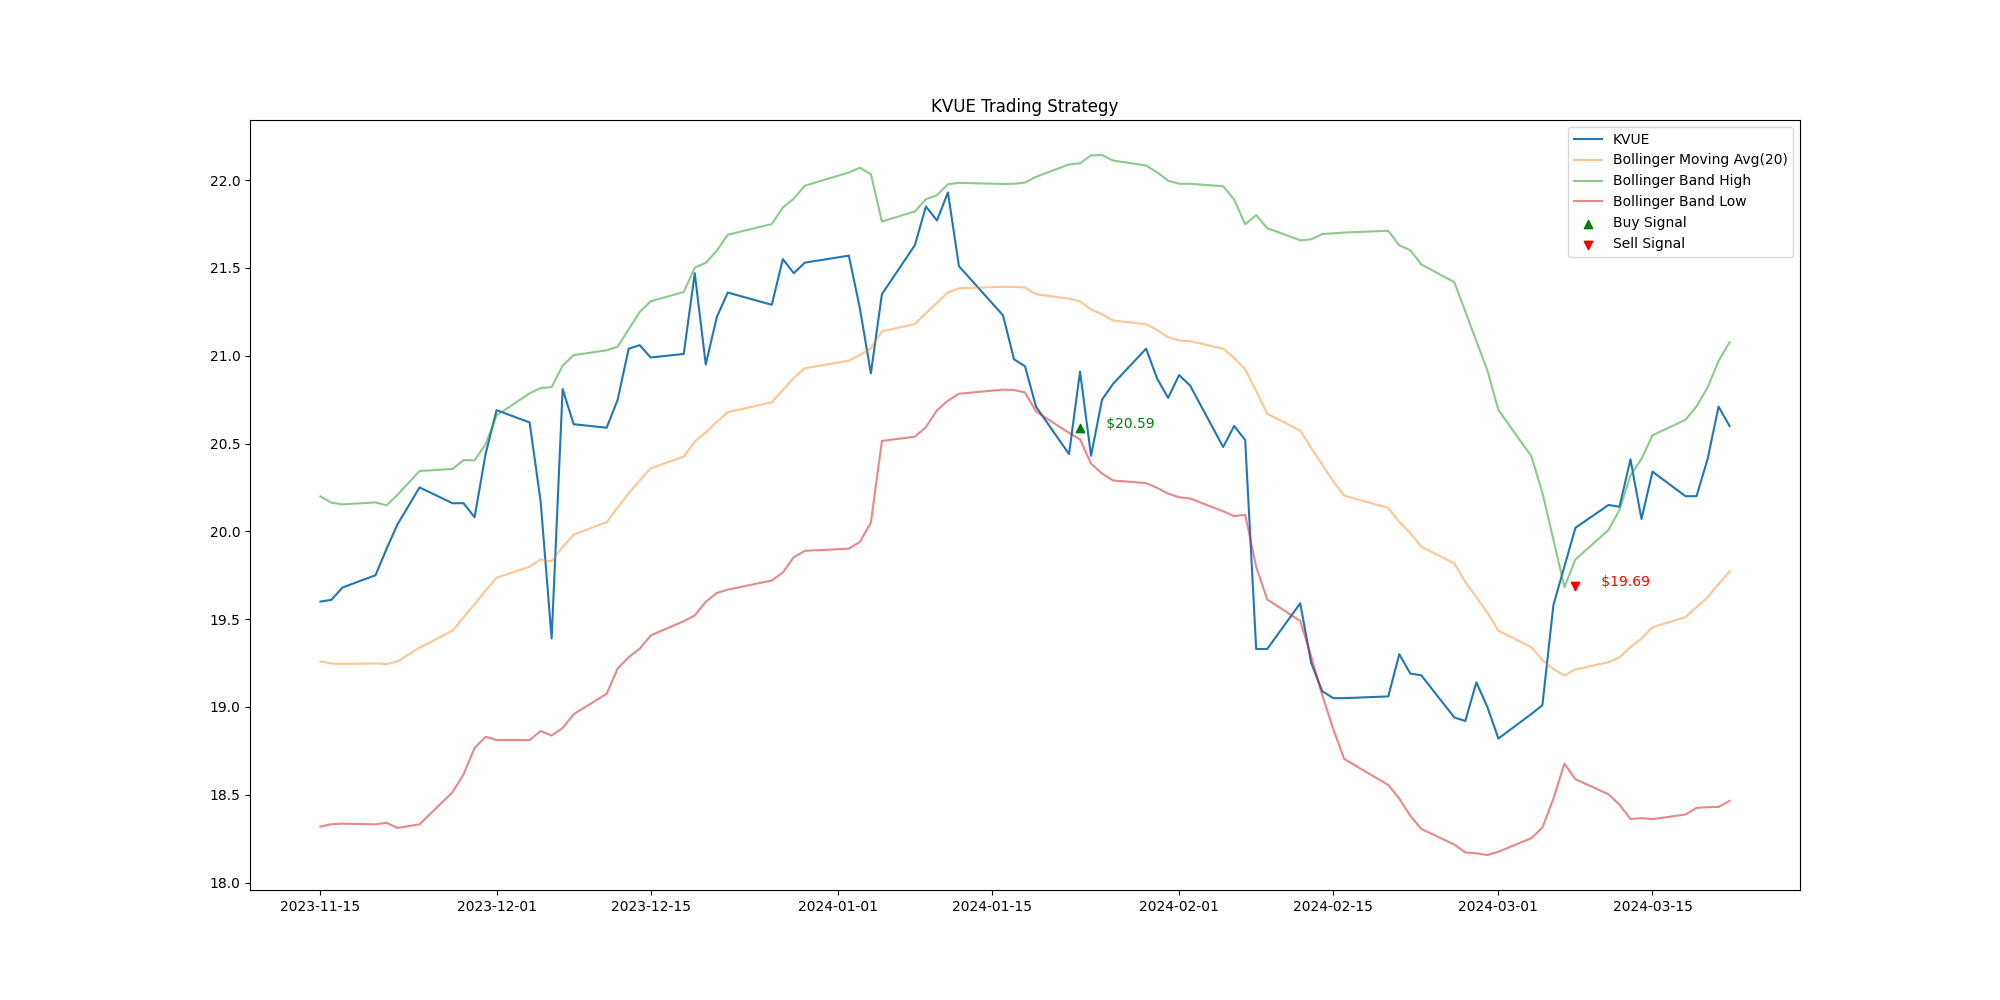 KVUE Trading Strategy
KVUE
Bollinger Moving Avg(20)
Bollinger Band High
Bollinger Band Low
Buy Signal
Sell Signal
22.0
21.5
21.0
20.5
20.0
19.5
19.0
18.5
18.0
$20.59
$19.69
2023-11-15
2023-12-01
2023-12-15
2024-01-01
2024-01-15
2024-02-01
2024-02-15
2024-03-01
2024-03-15